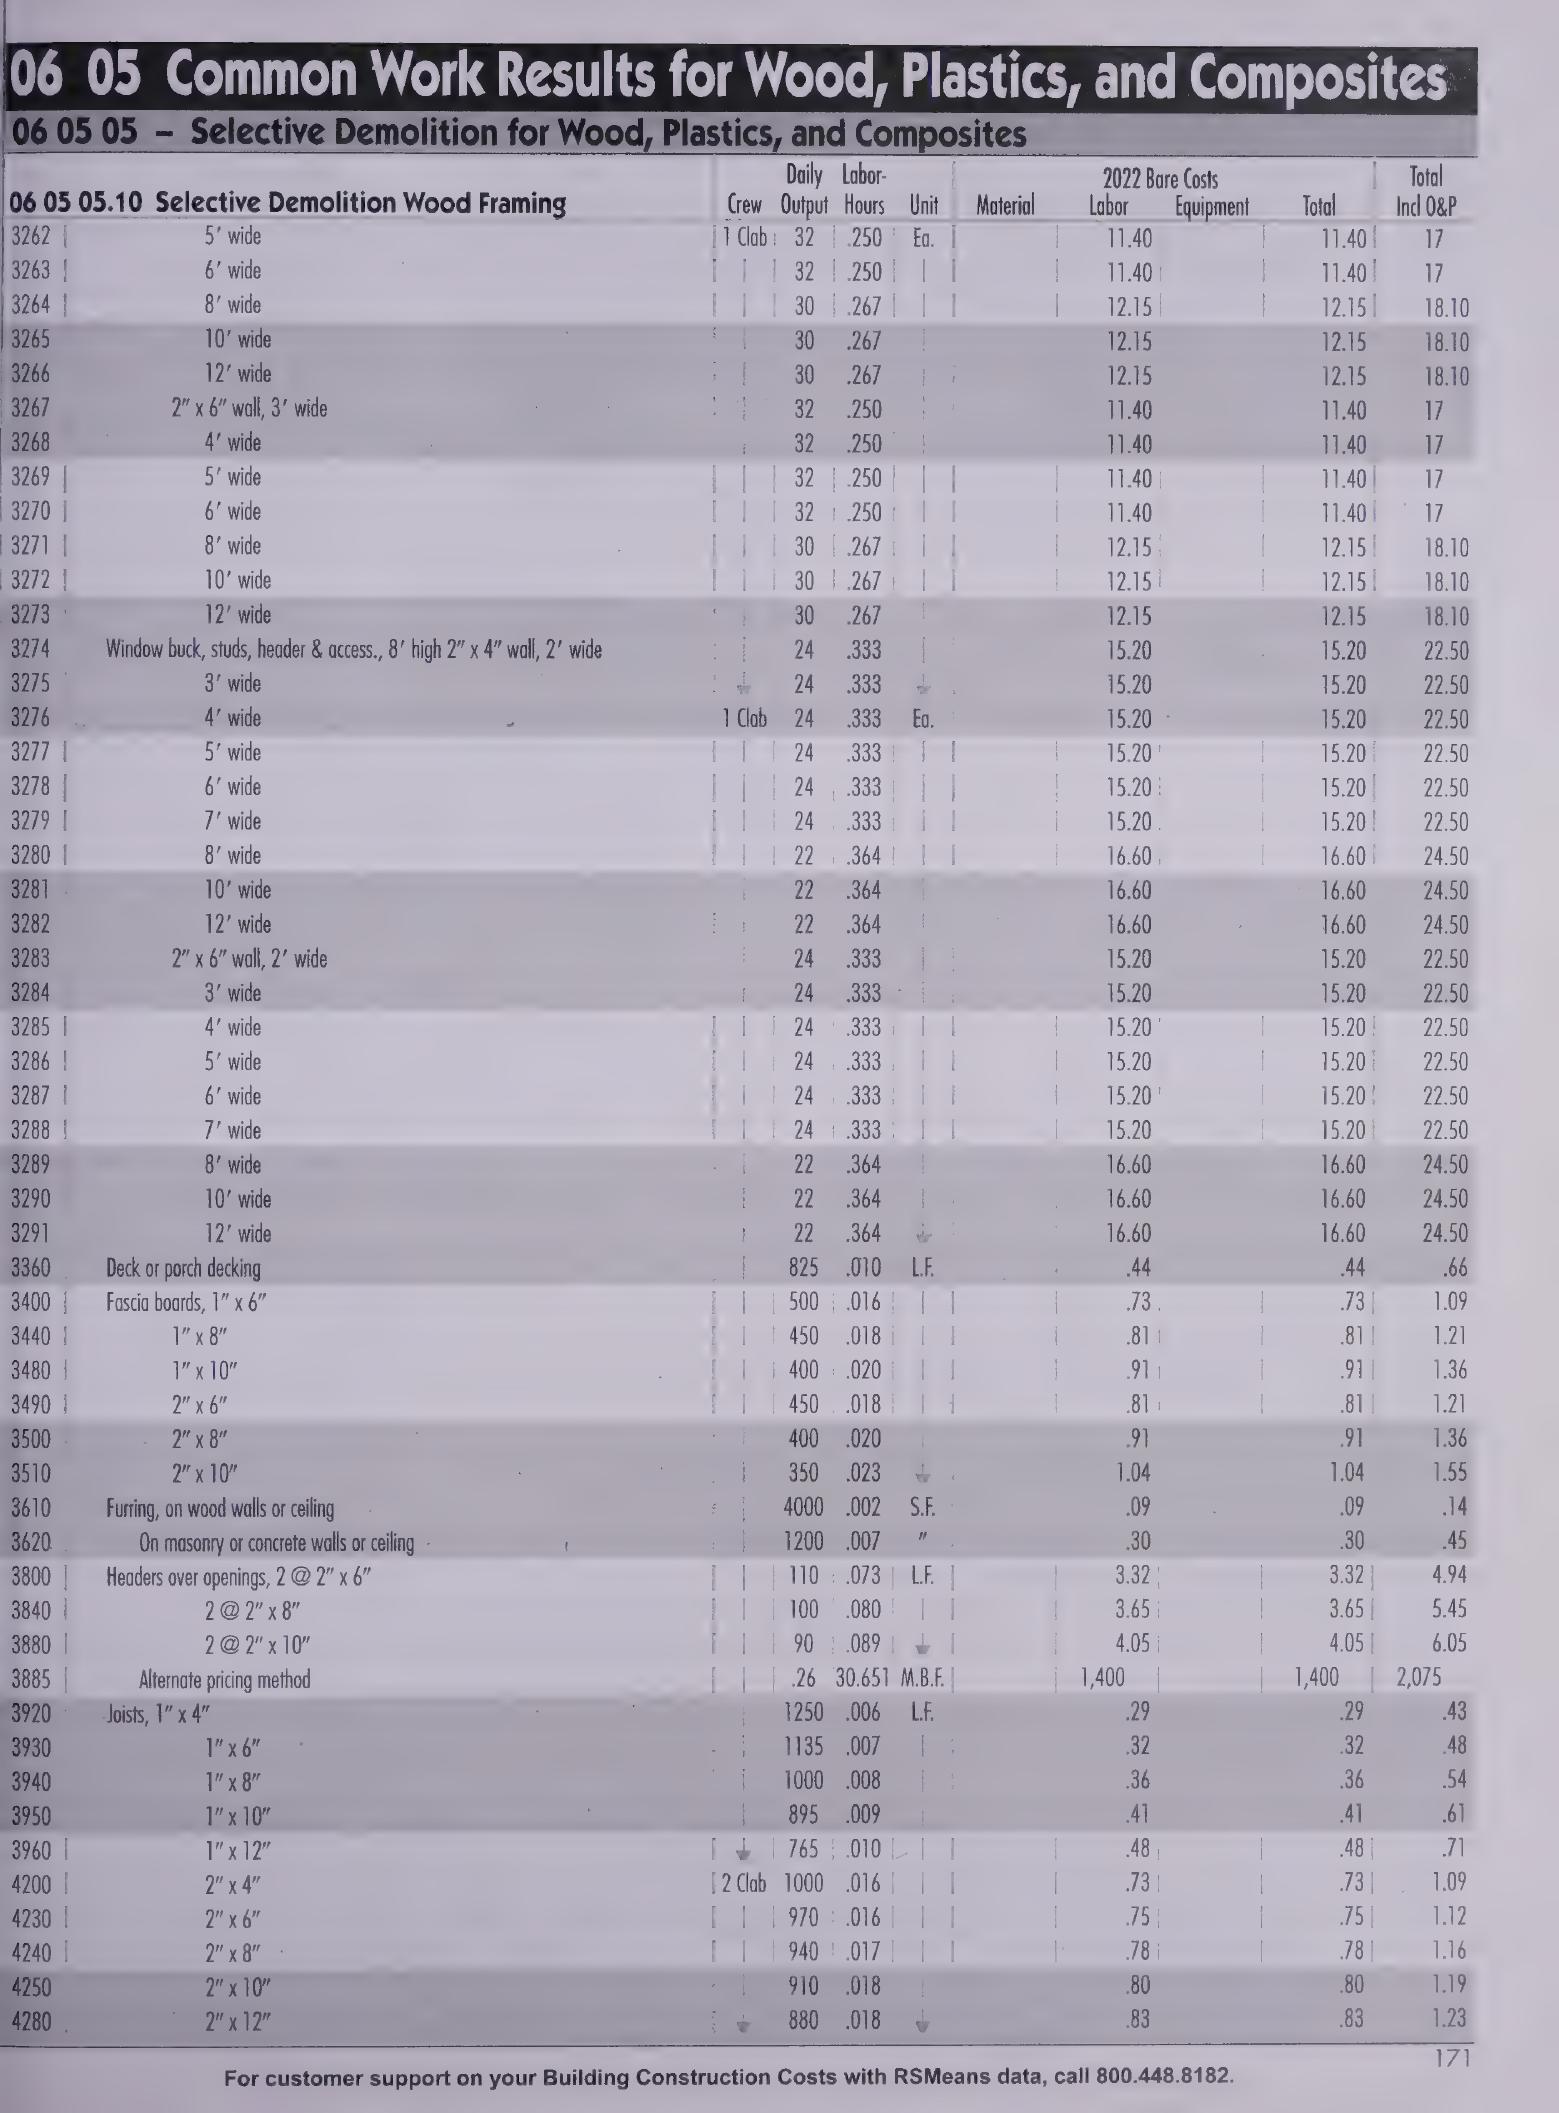 06 05 Common Work Results for Wood, Plastics, and Composites
06 05 05 – Selective Demolition for Wood, Plastics, and Composites
Daily Labor- 2022 Bare Costs Total
06 05 05.10 Selective Demolition Wood Framing Crew Output Hours Unit Material Labor Equipment Total Incl O&P
3262 5' wide 1 Clab 32 .250 Ea. 11.40 11.40 17
3263 6' wide 32 .250 11.40 11.40 17
3264 8' wide 30 .267 12.15 12.15 18.10
3265 10' wide 30 .267 12.15 12.15 18.10
3266 12' wide 30 .267 12.15 12.15 18.10
3267 2" x 6" wall, 3' wide 32 .250 11.40 11.40 17
3268 4' wide 32 .250 11.40 11.40 17
3269 5' wide 32 .250 11.40 11.40 17
3270 6' wide 32 .250 11.40 11.40 17
3271 8' wide 30 .267 12.15 12.15 18.10
3272 10' wide 30 .267 12.15 12.15 18.10
3273 12' wide 30 .267 12.15 12.15 18.10
3274 Window buck, studs, header & access., 8' high 2" x 4" wall, 2' wide 24 .333 15.20 15.20 22.50
3275 3' wide 24 .333 15.20 15.20 22.50
3276 4' wide 1 Clab 24 .333 Ea. 15.20 15.20 22.50
3277 5' wide 24 .333 15.20 15.20 22.50
3278 6' wide 24 .333 15.20 15.20 22.50
3279 7' wide 24 .333 15.20 15.20 22.50
3280 8' wide 22 .364 16.60 16.60 24.50
3281 10' wide 22 .364 16.60 16.60 24.50
3282 12' wide 22 .364 16.60 16.60 24.50
3283 2" x 6" wall, 2' wide 24 .333 15.20 15.20 22.50
3284 3' wide 24 .333 15.20 15.20 22.50
3285 4' wide 24 .333 15.20 15.20 22.50
3286 5' wide 24 .333 15.20 15.20 22.50
3287 6' wide 24 .333 15.20 15.20 22.50
3288 7' wide 24 .333 15.20 15.20 22.50
3289 8' wide 22 .364 16.60 16.60 24.50
3290 10' wide 22 .364 16.60 16.60 24.50
3291 12' wide 22 .364 16.60 16.60 24.50
3360 Deck or porch decking 825 .010 L.F. .44 .44 .66
3400 Fascia boards, 1" x 6" 500 .016 .73 .73 1.09
3440 1" x 8" 450 .018 .81 .81 1.21
3480 1" x 10" 400 .020 .91 .91 1.36
3490 2" x 6" 450 .018 .81 .81 1.21
3500 2" x 8" 400 .020 .91 .91 1.36
3510 2" x 10" 350 .023 1.04 1.04 1.55
3610 Furring, on wood walls or ceiling 4000 .002 S.F. .09 .09 .14
3620 On masonry or concrete walls or ceiling 1200 .007 " .30 .30 .45
3800 Headers over openings, 2 @ 2" x 6" 110 .073 L.F. 3.32 3.32 4.94
3840 2 @ 2" x 8" 100 .080 3.65 3.65 5.45
3880 2 @ 2" x 10" 90 .089 4.05 4.05 6.05
3885 Alternate pricing method .26 30.651 M.B.F. 1,400 1,400 2,075
3920 Joists, 1" x 4" 1250 .006 L.F. .29 .29 .43
3930 1" x 6" 1135 .007 .32 .32 .48
3940 1" x 8" 1000 .008 .36 .36 .54
3950 1" x 10" 895 .009 .41 .41 .61
3960 1" x 12" 765 .010 .48 .48 .71
4200 2" x 4" 2 Clab 1000 .016 .73 .73 1.09
4230 2" x 6" 970 .016 .75 .75 1.12
4240 2" x 8" 940 .017 .78 .78 1.16
4250 2" x 10" 910 .018 .80 .80 1.19
4280 2" x 12" 880 .018 .83 .83 1.23
171
For customer support on your Building Construction Costs with RSMeans data, call 800.448.8182.